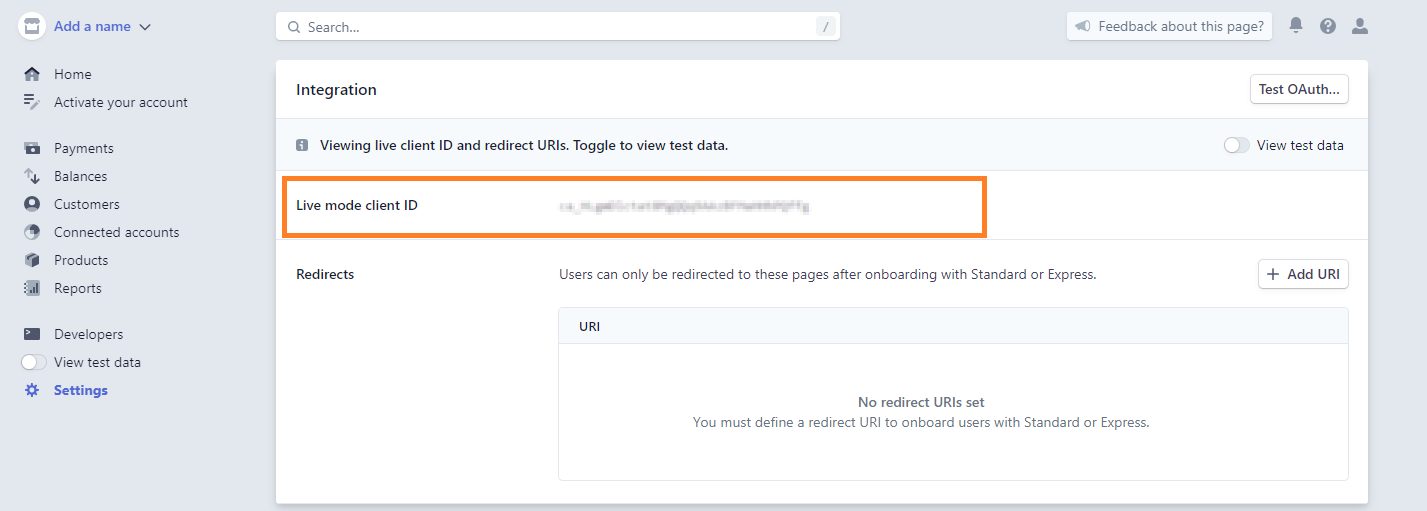 Add a name
Search...
/
Feedback about this page?
Home
Activate your account
Payments
Balances
Customers
Connected accounts
Products
Reports
Developers
View test data
Settings
Integration
Test OAuth...
Viewing live client ID and redirect URIs. Toggle to view test data.
View test data
Live mode client ID
Redirects
Users can only be redirected to these pages after onboarding with Standard or Express.
+ Add URI
URI
No redirect URIs set
You must define a redirect URI to onboard users with Standard or Express.